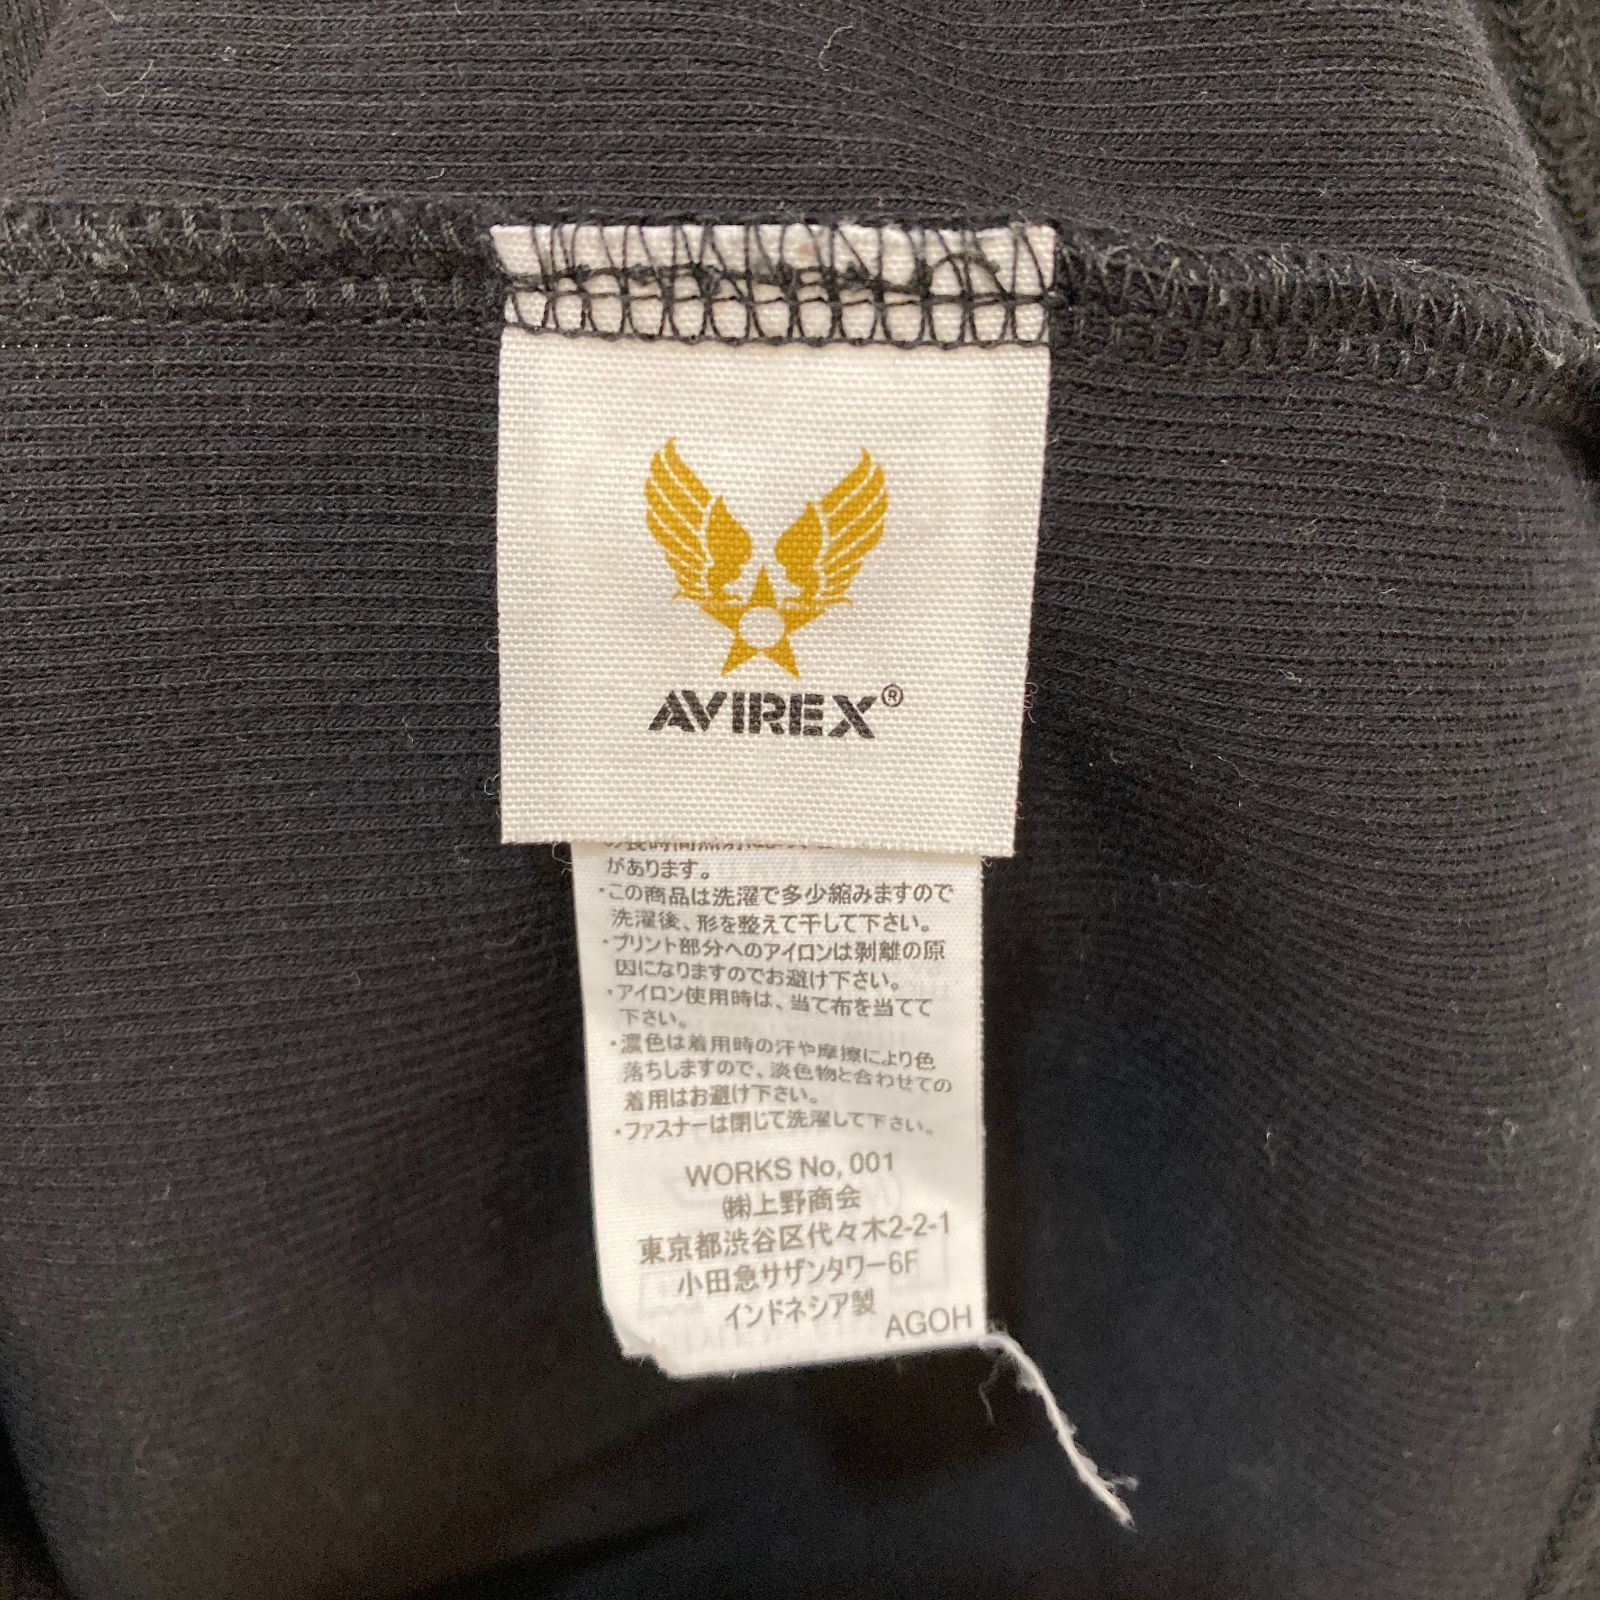 AVIREX®
の長時間照射により、
があります。
・この商品は洗濯で多少縮みますので
洗濯後、形を整えて干して下さい。
・プリント部分へのアイロンは剥離の原
因になりますのでお避け下さい。
・アイロン使用時は、当て布を当てて
下さい。
・濃色は着用時の汗や摩擦により色
落ちしますので、淡色物と合わせての
着用はお避け下さい。
・ファスナーは閉じて洗濯して下さい。
WORKS No, 001
㈱上野商会
東京都渋谷区代々木2-2-1
小田急サザンタワー6F
インドネシア製
AGOH